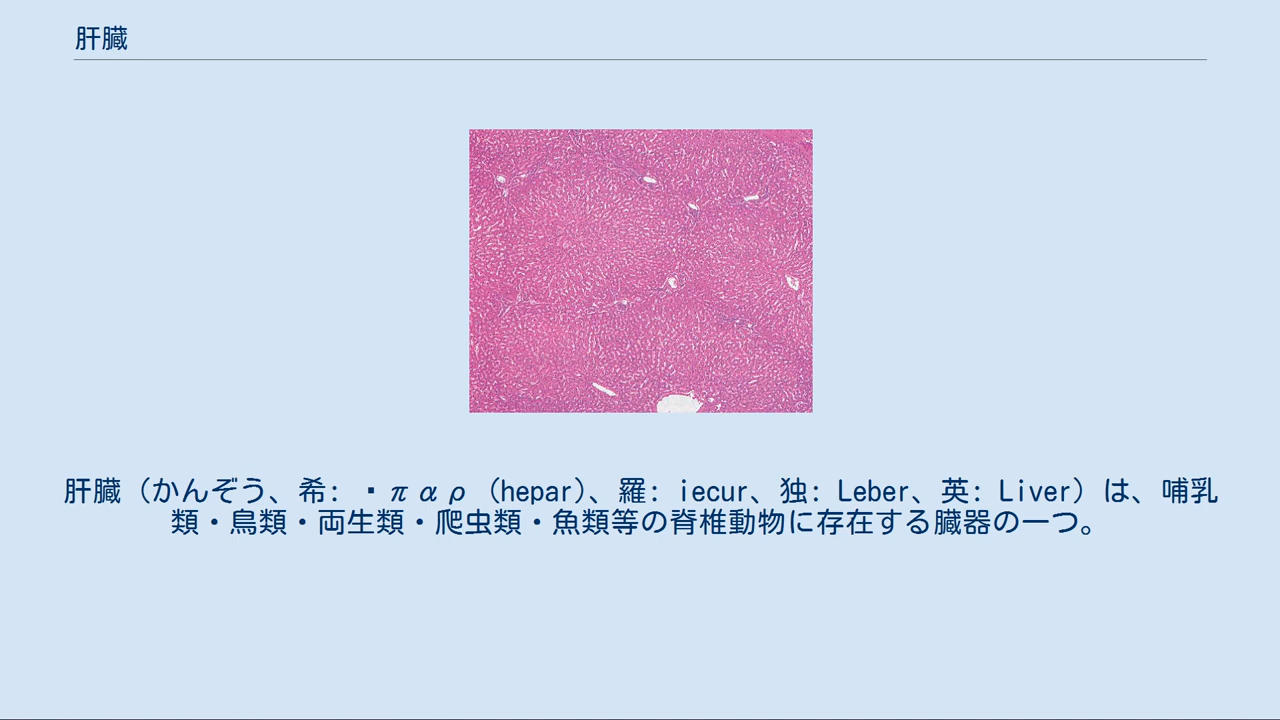 肝臓
肝臓（かんぞう、希: ・παρ（hepar）、羅: iecur、独: Leber、英: Liver）は、哺乳
類・鳥類・両生類・爬虫類・魚類等の脊椎動物に存在する臓器の一つ。